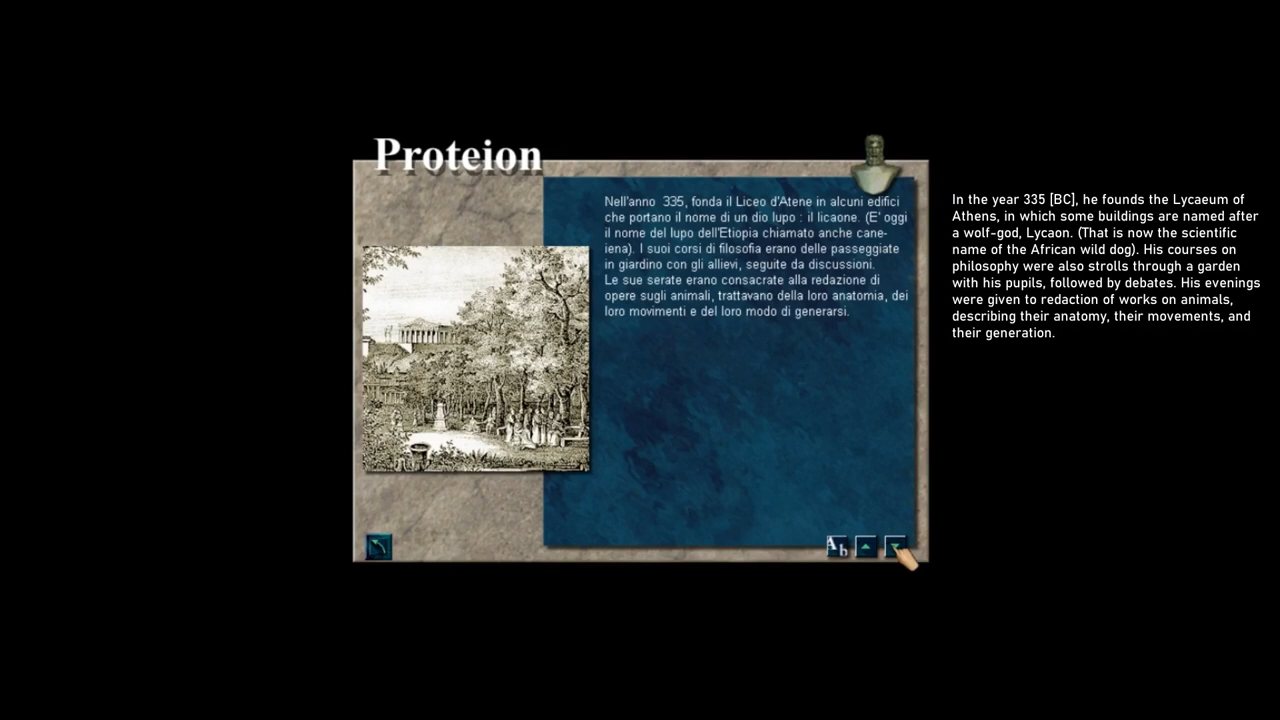 Proteion
Nell'anno  335, fonda il Liceo d'Atene in alcuni edifici
che portano il nome di un dio lupo : il licaone. (E' oggi
il nome del lupo dell'Etiopia chiamato anche cane-
iena). I suoi corsi di filosofia erano delle passeggiate
in giardino con gli allievi, seguite da discussioni.
Le sue serate erano consacrate alla redazione di
opere sugli animali, trattavano della loro anatomia, dei
loro movimenti e del loro modo di generarsi.
In the year 335 [BC], he founds the Lycaeum of
Athens, in which some buildings are named after
a wolf-god, Lycaon. (That is now the scientific
name of the African wild dog). His courses on
philosophy were also strolls through a garden
with his pupils, followed by debates. His evenings
were given to redaction of works on animals,
describing their anatomy, their movements, and
their generation.
Ab